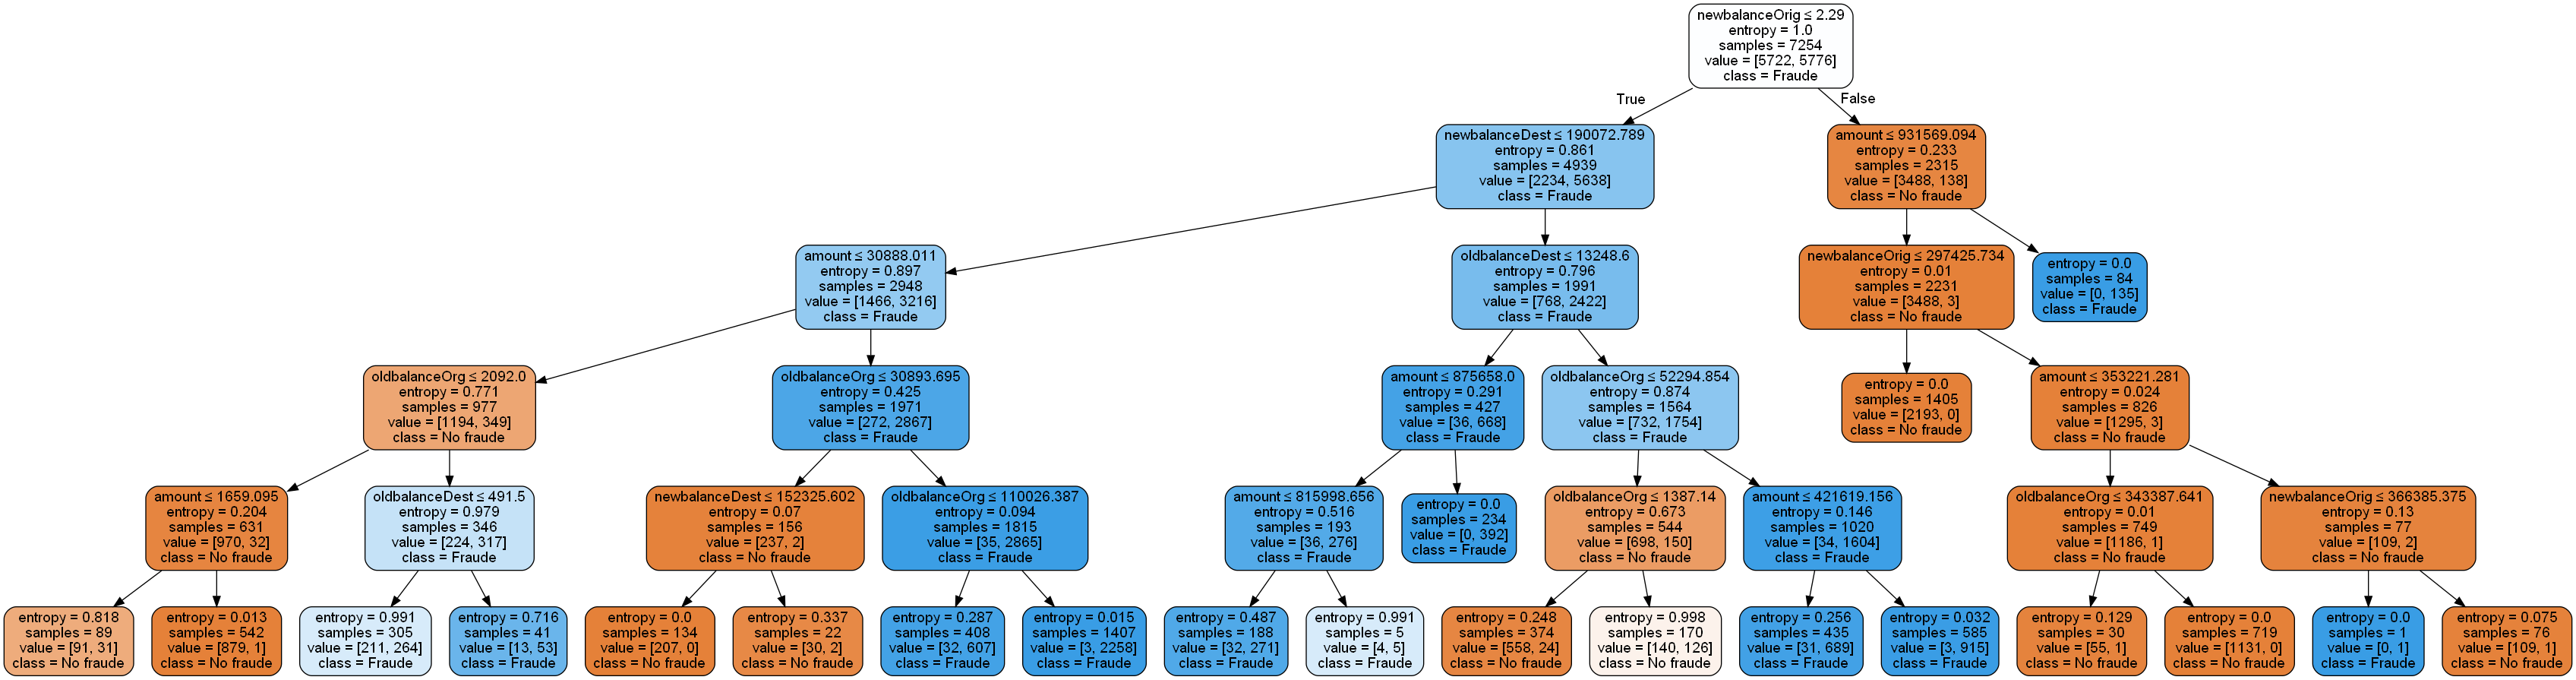 newbalanceOrig ≤ 2.29
entropy = 1.0
samples = 7254
value = [5722, 5776]
class = Fraude
True
False
newbalanceDest ≤ 190072.789
entropy = 0.861
samples = 4939
value = [2234, 5638]
class = Fraude
amount ≤ 931569.094
entropy = 0.233
samples = 2315
value = [3488, 138]
class = No fraude
amount ≤ 30888.011
entropy = 0.897
samples = 2948
value = [1466, 3216]
class = Fraude
oldbalanceDest ≤ 13248.6
entropy = 0.796
samples = 1991
value = [768, 2422]
class = Fraude
newbalanceOrig ≤ 297425.734
entropy = 0.01
samples = 2231
value = [3488, 3]
class = No fraude
entropy = 0.0
samples = 84
value = [0, 135]
class = Fraude
oldbalanceOrg ≤ 2092.0
entropy = 0.771
samples = 977
value = [1194, 349]
class = No fraude
oldbalanceOrg ≤ 30893.695
entropy = 0.425
samples = 1971
value = [272, 2867]
class = Fraude
amount ≤ 875658.0
entropy = 0.291
samples = 427
value = [36, 668]
class = Fraude
oldbalanceOrg ≤ 52294.854
entropy = 0.874
samples = 1564
value = [732, 1754]
class = Fraude
entropy = 0.0
samples = 1405
value = [2193, 0]
class = No fraude
amount ≤ 353221.281
entropy = 0.024
samples = 826
value = [1295, 3]
class = No fraude
amount ≤ 1659.095
entropy = 0.204
samples = 631
value = [970, 32]
class = No fraude
oldbalanceDest ≤ 491.5
entropy = 0.979
samples = 346
value = [224, 317]
class = Fraude
newbalanceDest ≤ 152325.602
entropy = 0.07
samples = 156
value = [237, 2]
class = No fraude
oldbalanceOrg ≤ 110026.387
entropy = 0.094
samples = 1815
value = [35, 2865]
class = Fraude
amount ≤ 815998.656
entropy = 0.516
samples = 193
value = [36, 276]
class = Fraude
entropy = 0.0
samples = 234
value = [0, 392]
class = Fraude
oldbalanceOrg ≤ 1387.14
entropy = 0.673
samples = 544
value = [698, 150]
class = No fraude
amount ≤ 421619.156
entropy = 0.146
samples = 1020
value = [34, 1604]
class = Fraude
oldbalanceOrg ≤ 343387.641
entropy = 0.01
samples = 749
value = [1186, 1]
class = No fraude
newbalanceOrig ≤ 366385.375
entropy = 0.13
samples = 77
value = [109, 2]
class = No fraude
entropy = 0.818
samples = 89
value = [91, 31]
class = No fraude
entropy = 0.013
samples = 542
value = [879, 1]
class = No fraude
entropy = 0.991
samples = 305
value = [211, 264]
class = Fraude
entropy = 0.716
samples = 41
value = [13, 53]
class = Fraude
entropy = 0.0
samples = 134
value = [207, 0]
class = No fraude
entropy = 0.337
samples = 22
value = [30, 2]
class = No fraude
entropy = 0.287
samples = 408
value = [32, 607]
class = Fraude
entropy = 0.015
samples = 1407
value = [3, 2258]
class = Fraude
entropy = 0.487
samples = 188
value = [32, 271]
class = Fraude
entropy = 0.991
samples = 5
value = [4, 5]
class = Fraude
entropy = 0.248
samples = 374
value = [558, 24]
class = No fraude
entropy = 0.998
samples = 170
value = [140, 126]
class = No fraude
entropy = 0.256
samples = 435
value = [31, 689]
class = Fraude
entropy = 0.032
samples = 585
value = [3, 915]
class = Fraude
entropy = 0.129
samples = 30
value = [55, 1]
class = No fraude
entropy = 0.0
samples = 719
value = [1131, 0]
class = No fraude
entropy = 0.0
samples = 1
value = [0, 1]
class = Fraude
entropy = 0.075
samples = 76
value = [109, 1]
class = No fraude